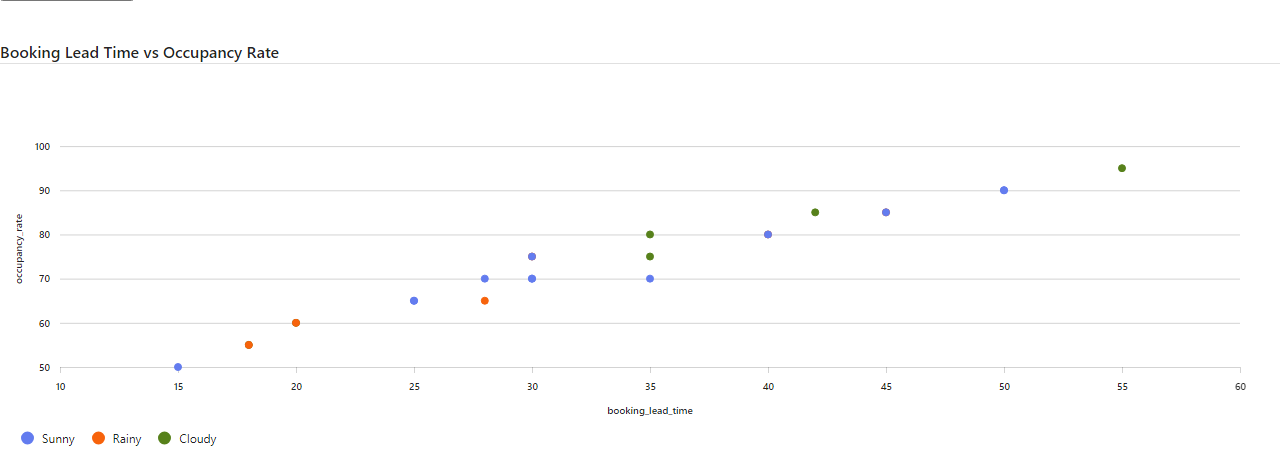 Booking Lead Time vs Occupancy Rate
100
90
80
70
60
50
occupancy_rate
10 15 20 25 30 35 40 45 50 55 60
booking_lead_time
Sunny Rainy Cloudy